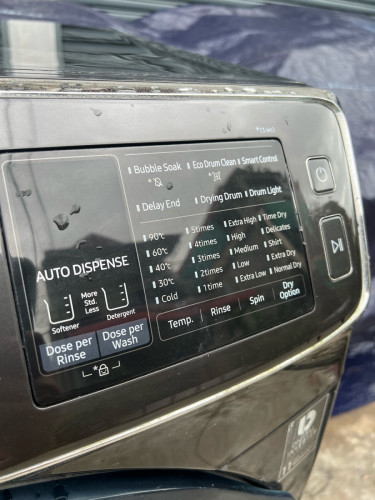 *(3 sec.)
Bubble Soak Eco Drum Clean Smart Control
Delay End Drying Drum Drum Light
90℃ 5times Extra High Time Dry
60℃ 4times High Delicates
40℃ 3times Medium Shirt
30℃ 2times Low Extra Dry
Cold 1time Extra Low Normal Dry
Temp. Rinse Spin Dry Option
AUTO DISPENSE
More
Std.
Less
Softener Detergent
Dose per Rinse Dose per Wash